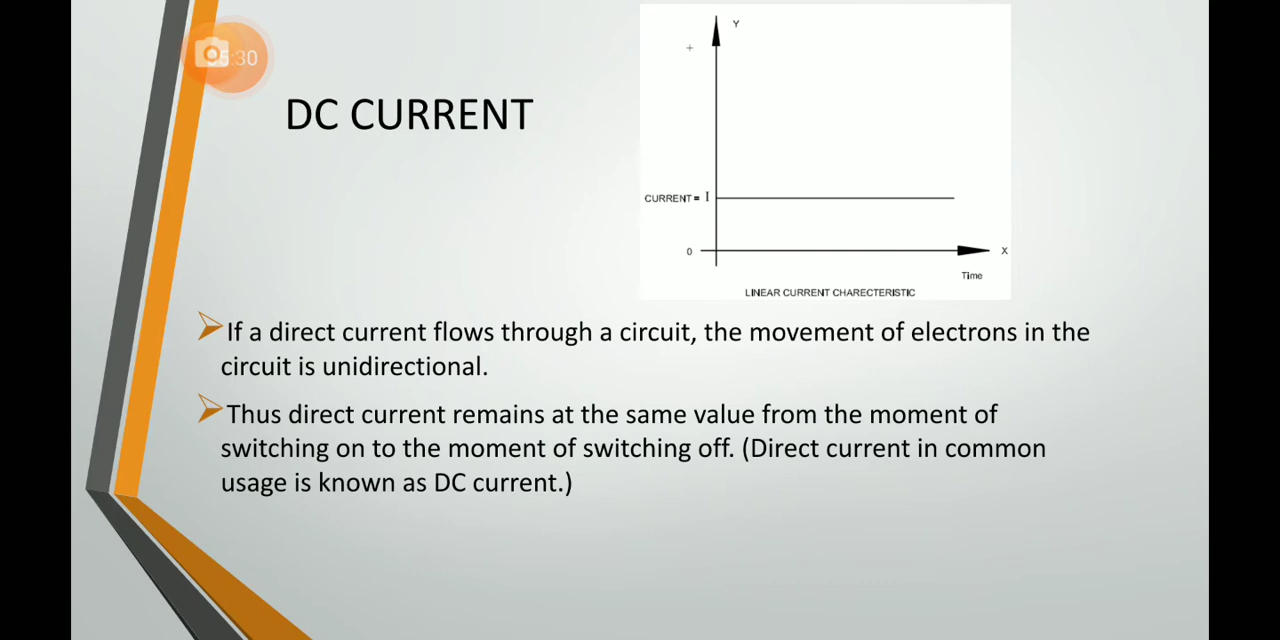 05:30
DC CURRENT
Y
+
CURRENT = I
0
X
Time
LINEAR CURRENT CHARECTERISTIC
If a direct current flows through a circuit, the movement of electrons in the
circuit is unidirectional.
Thus direct current remains at the same value from the moment of
switching on to the moment of switching off. (Direct current in common
usage is known as DC current.)